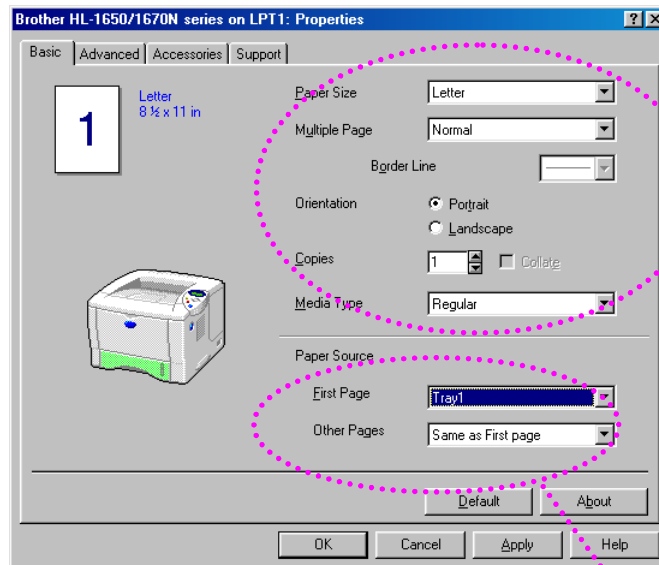 Brother HL-1650/1670N series on LPT1: Properties
Basic Advanced Accessories Support
1
Letter
8 ½ x 11 in
Paper Size Letter
Multiple Page Normal
Border Line
Orientation Portrait
Landscape
Copies 1 Collate
Media Type Regular
Paper Source
First Page Tray1
Other Pages Same as First page
Default About
OK Cancel Apply Help